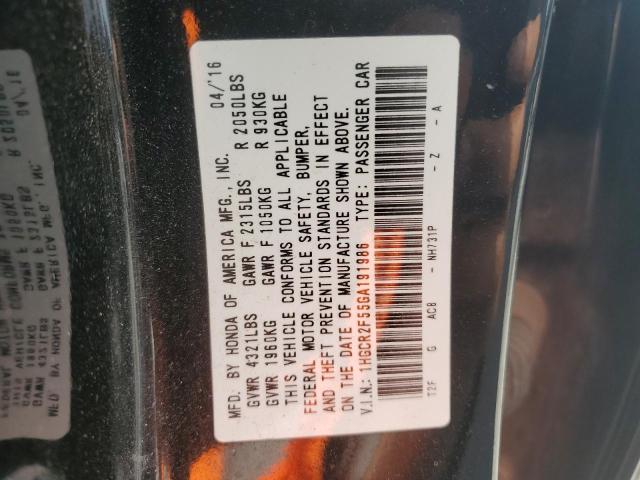 MFD. BY HONDA OF AMERICA MFG., INC. 04/'16
GVWR 4321LBS GAWR F 2315LBS R 2050LBS
GVWR 1960KG GAWR F 1050KG R 930KG
THIS VEHICLE CONFORMS TO ALL APPLICABLE
FEDERAL MOTOR VEHICLE SAFETY, BUMPER,
AND THEFT PREVENTION STANDARDS IN EFFECT
ON THE DATE OF MANUFACTURE SHOWN ABOVE.
V.I.N.: 1HGCR2F55GA191986 TYPE: PASSENGER CAR
T2F G AC8 - NH731P - Z - A